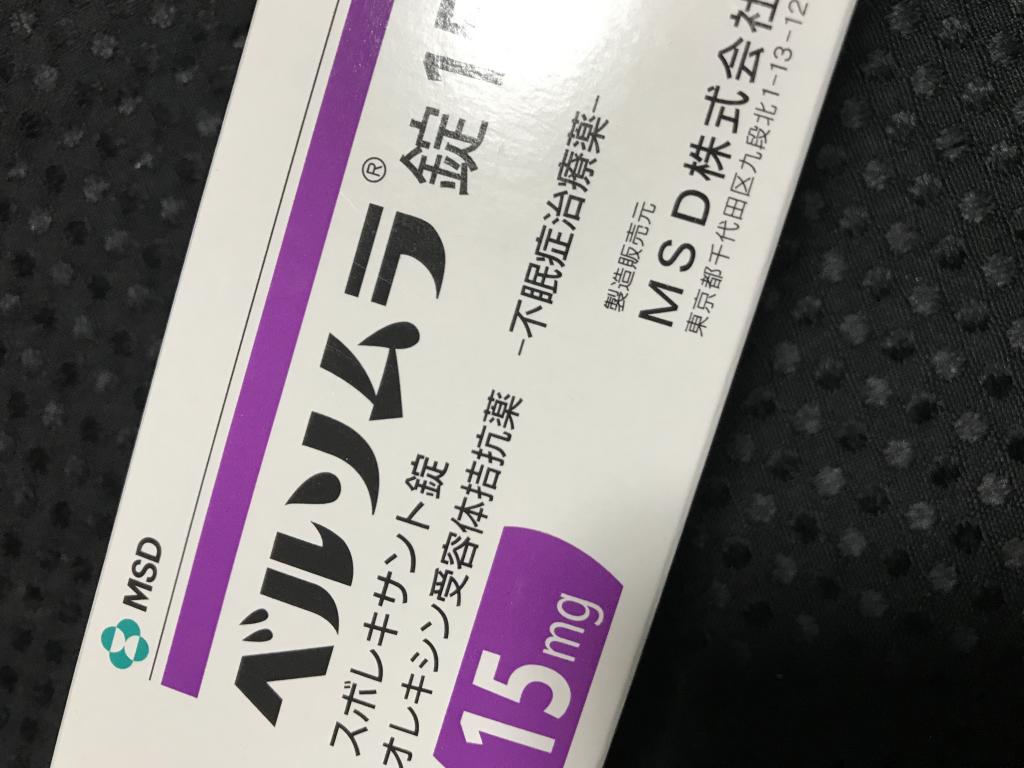 MSD
ベルソムラ® 錠
スボレキサント錠
オレキシン受容体拮抗薬 -不眠症治療薬-
15mg
製造販売元
MSD株式会社
東京都千代田区九段北1-13-12